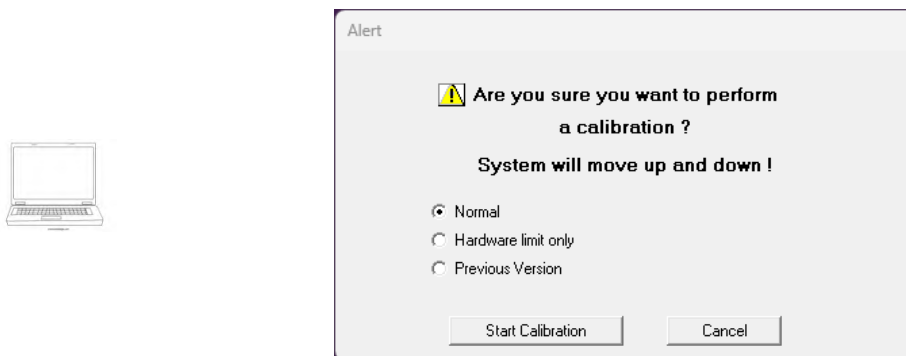 Alert
Are you sure you want to perform
a calibration ?
System will move up and down !
Normal
Hardware limit only
Previous Version
Start Calibration
Cancel